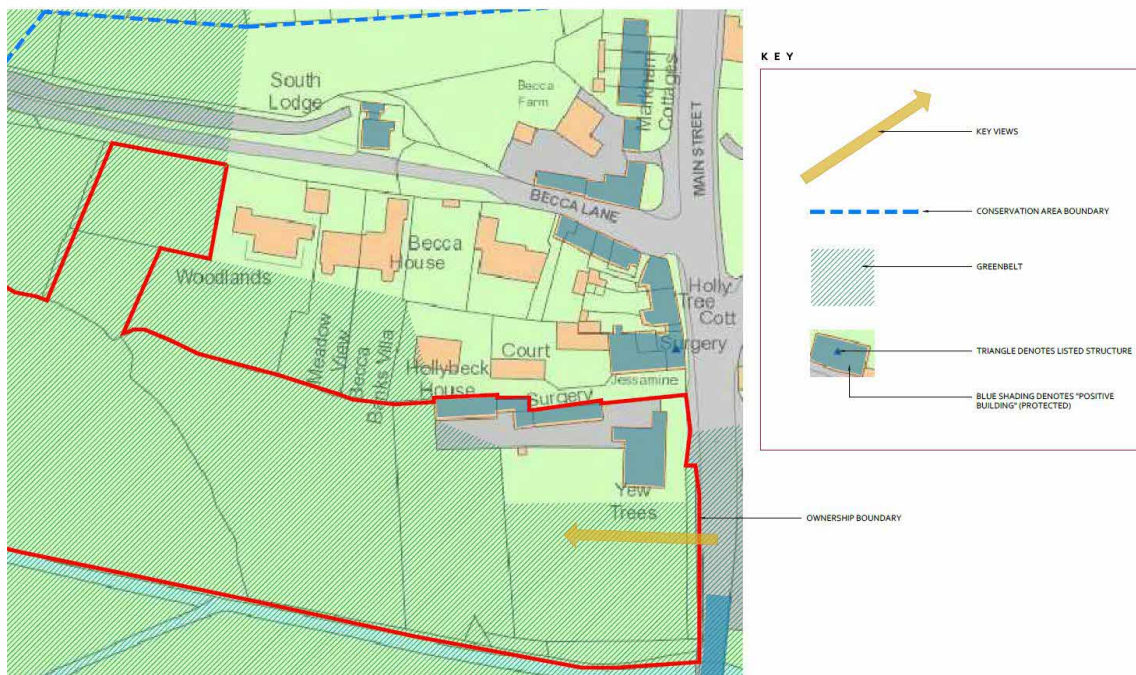 South
Lodge
Becca
Farm
Markham
Cottages
MAIN STREET
BECCA LANE
Woodlands
Becca
House
Meadow
View
Becca
Banks Villa
Holly
Tree
Cott
Surgery
Court
Hollybeck
House
Jessamine
Surgery
Yew
Trees
KEY
KEY VIEWS
CONSERVATION AREA BOUNDARY
GREENBELT
TRIANGLE DENOTES LISTED STRUCTURE
BLUE SHADING DENOTES "POSITIVE
BUILDING" (PROTECTED)
OWNERSHIP BOUNDARY